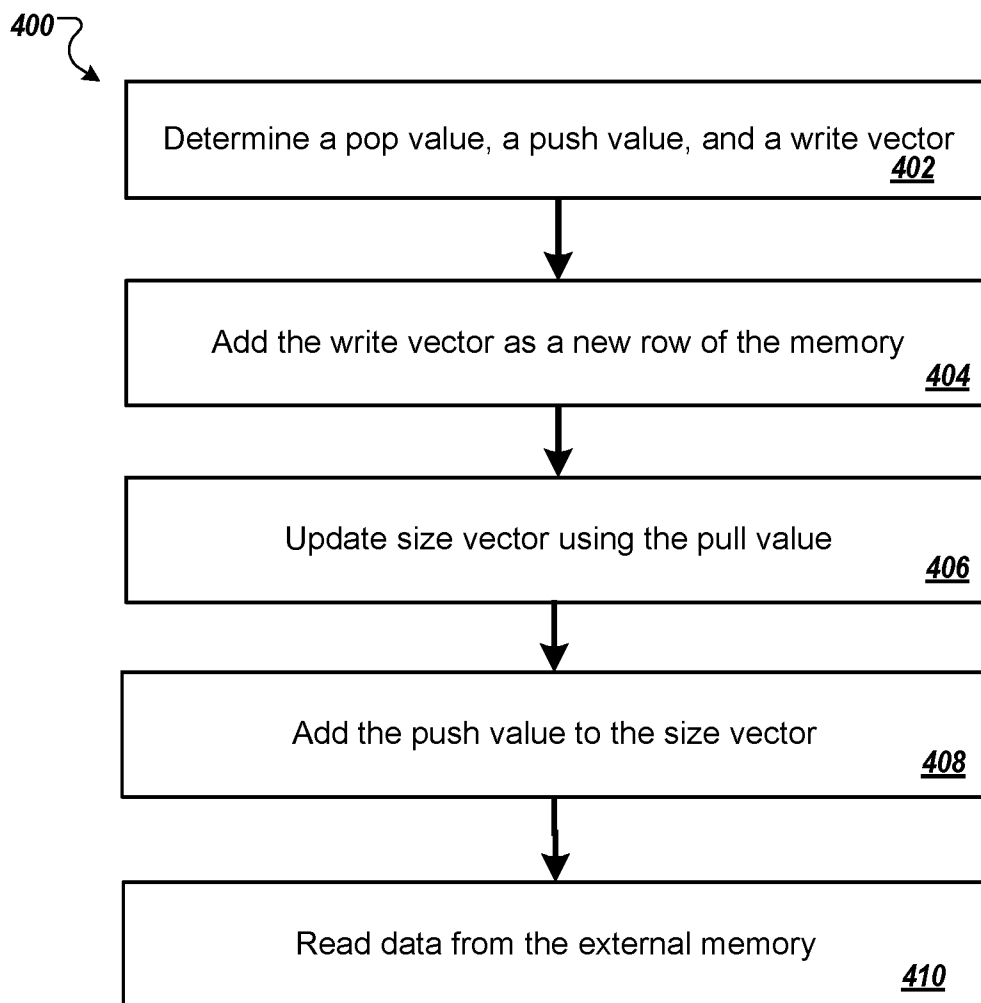 400
Determine a pop value, a push value, and a write vector
402
Add the write vector as a new row of the memory
404
Update size vector using the pull value
406
Add the push value to the size vector
408
Read data from the external memory
410